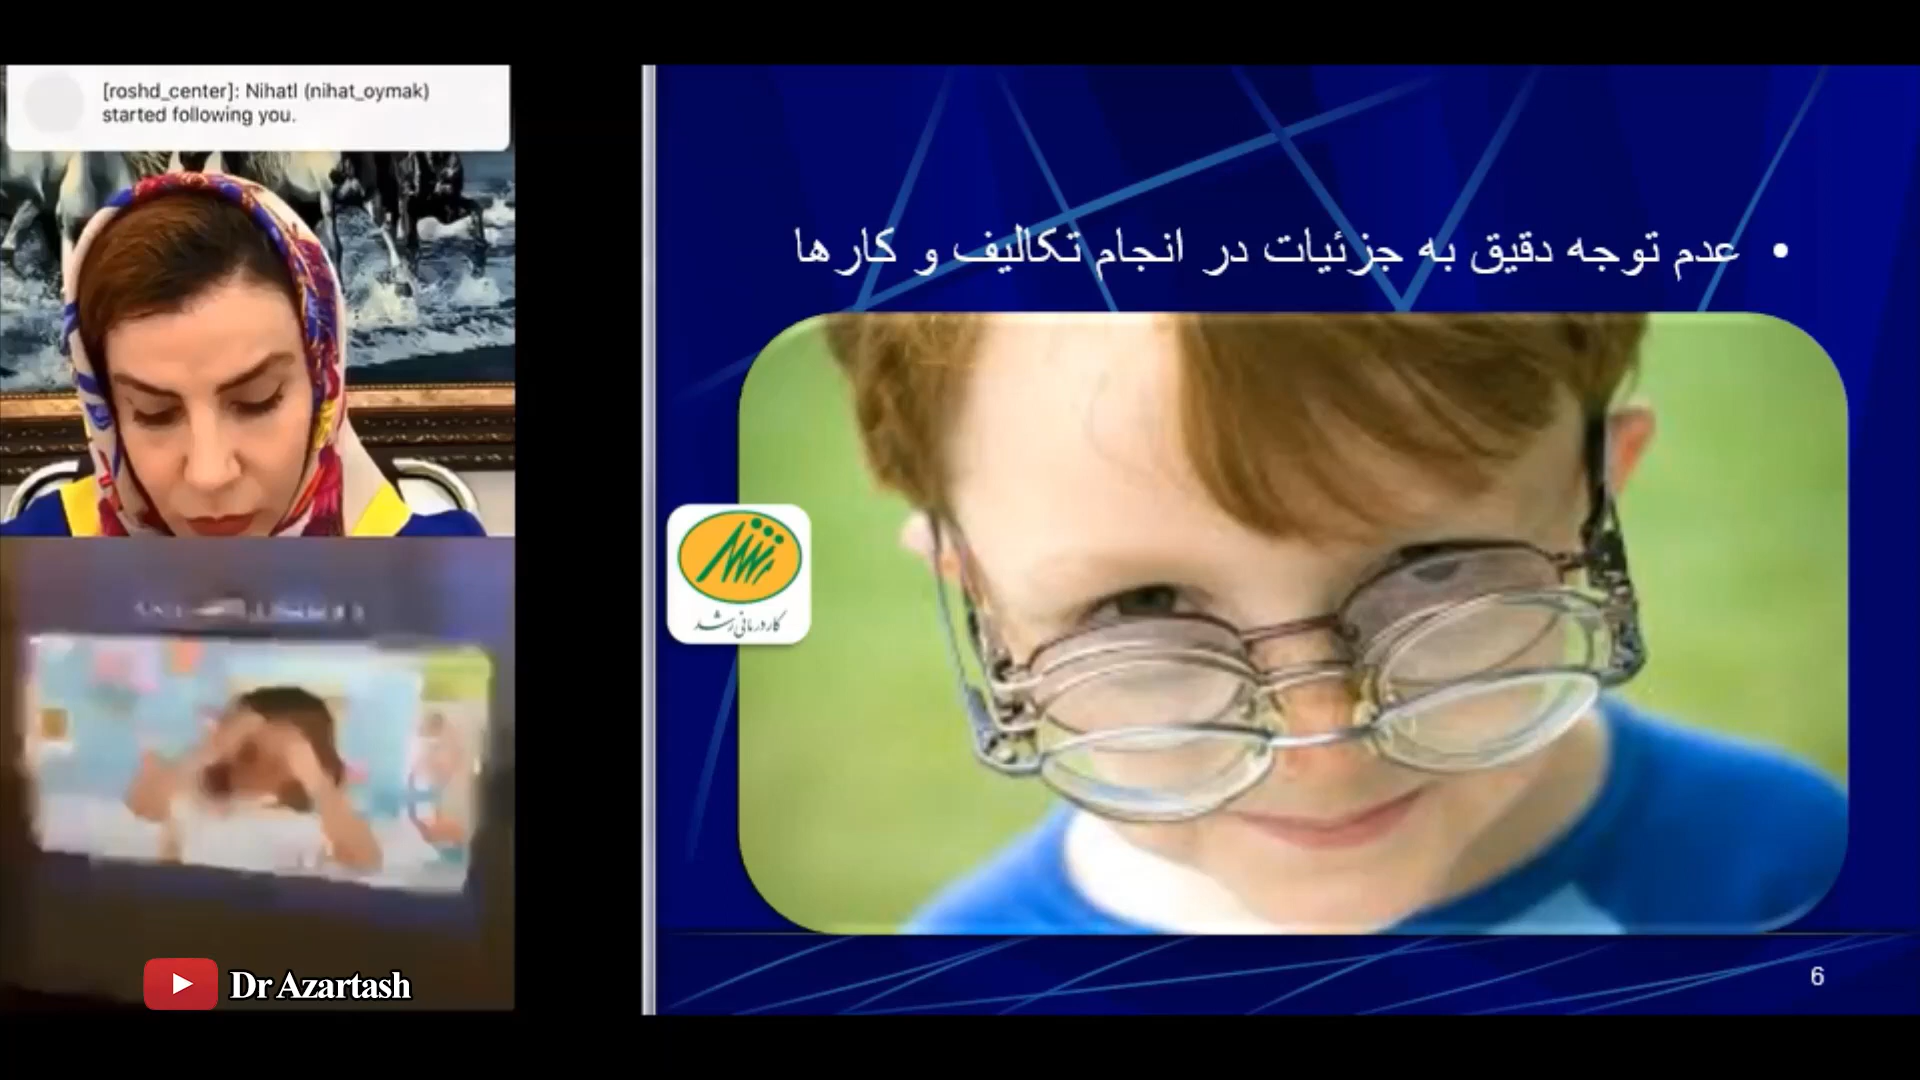 [roshd_center]: Nihatl (nihat_oymak)
started following you.
• عدم توجه دقیق به جزئیات در انجام تکالیف و کارها
رشد
کاردرمانی رشد
Dr Azartash
6